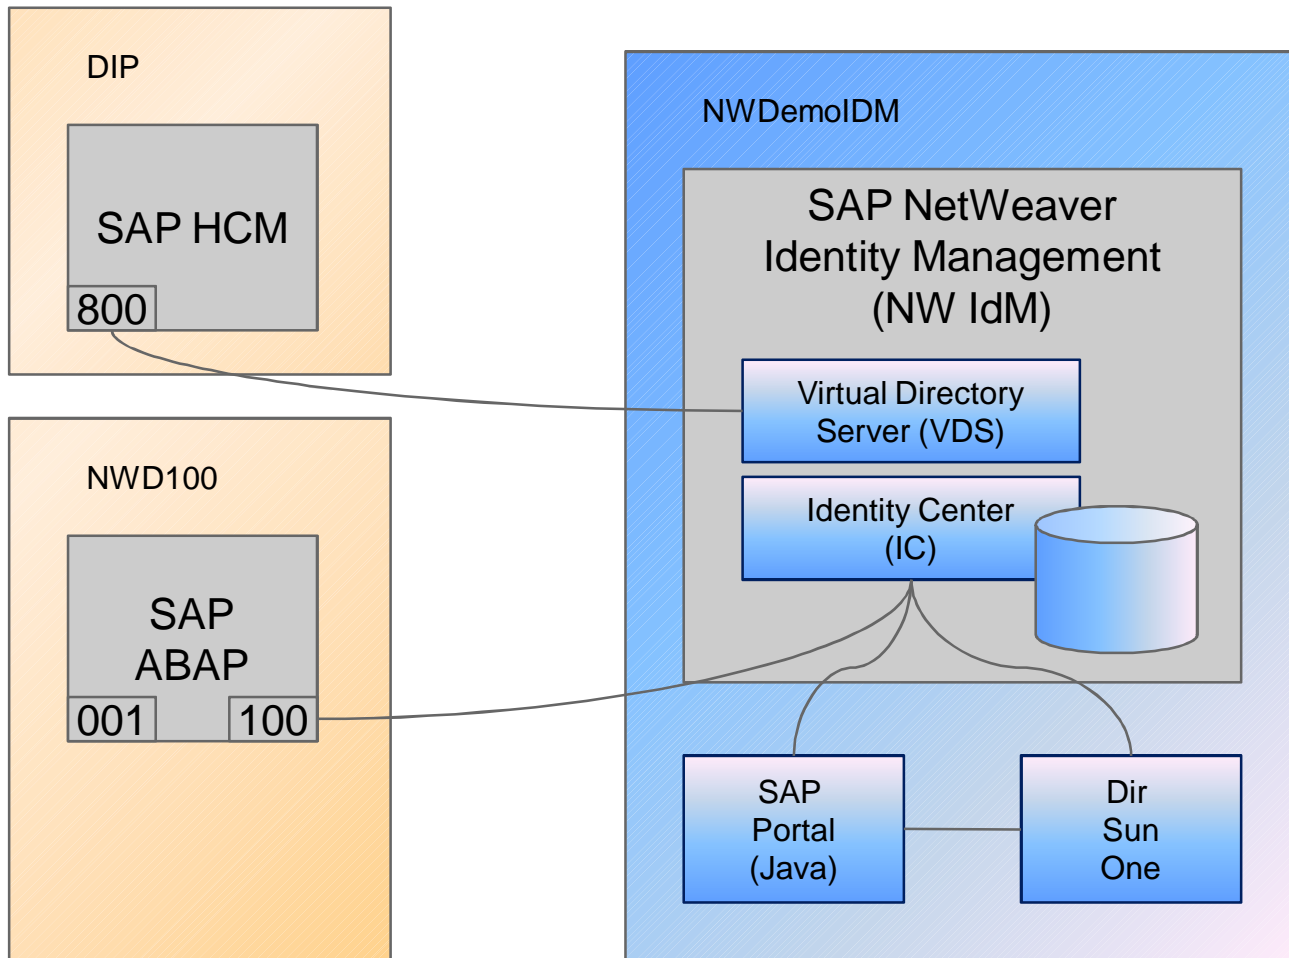 DIP
SAP HCM
800
NWD100
SAP
ABAP
001
100
NWDemoIDM
SAP NetWeaver
Identity Management
(NW IdM)
Virtual Directory
Server (VDS)
Identity Center
(IC)
SAP
Portal
(Java)
Dir
Sun
One